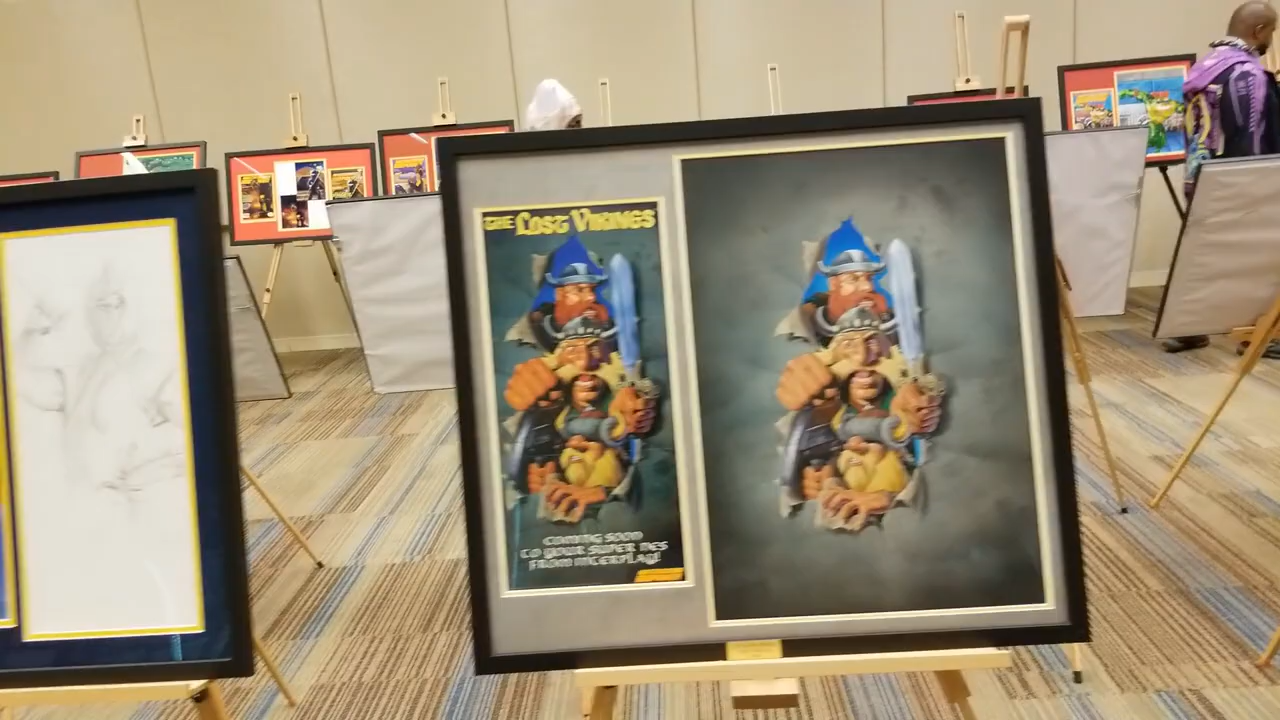 THE LOST VIKINGS
COMING SOON
TO YOUR SUPER NES
FROM INTERPLAY!